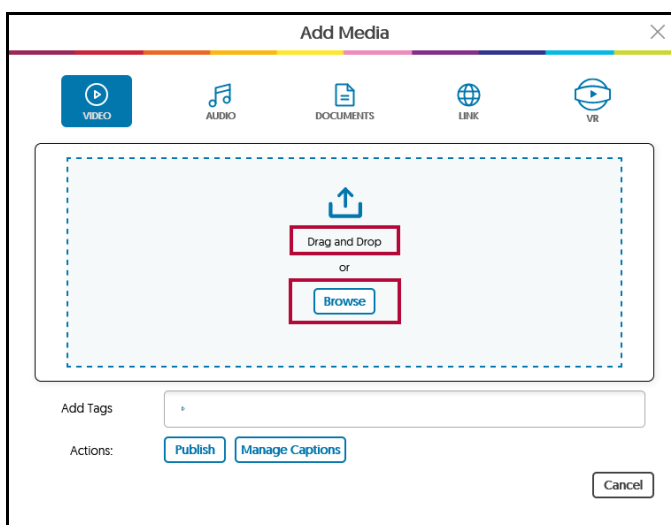 Add Media
VIDEO AUDIO DOCUMENTS LINK VR
Drag and Drop
or
Browse
Add Tags
Actions: Publish Manage Captions
Cancel